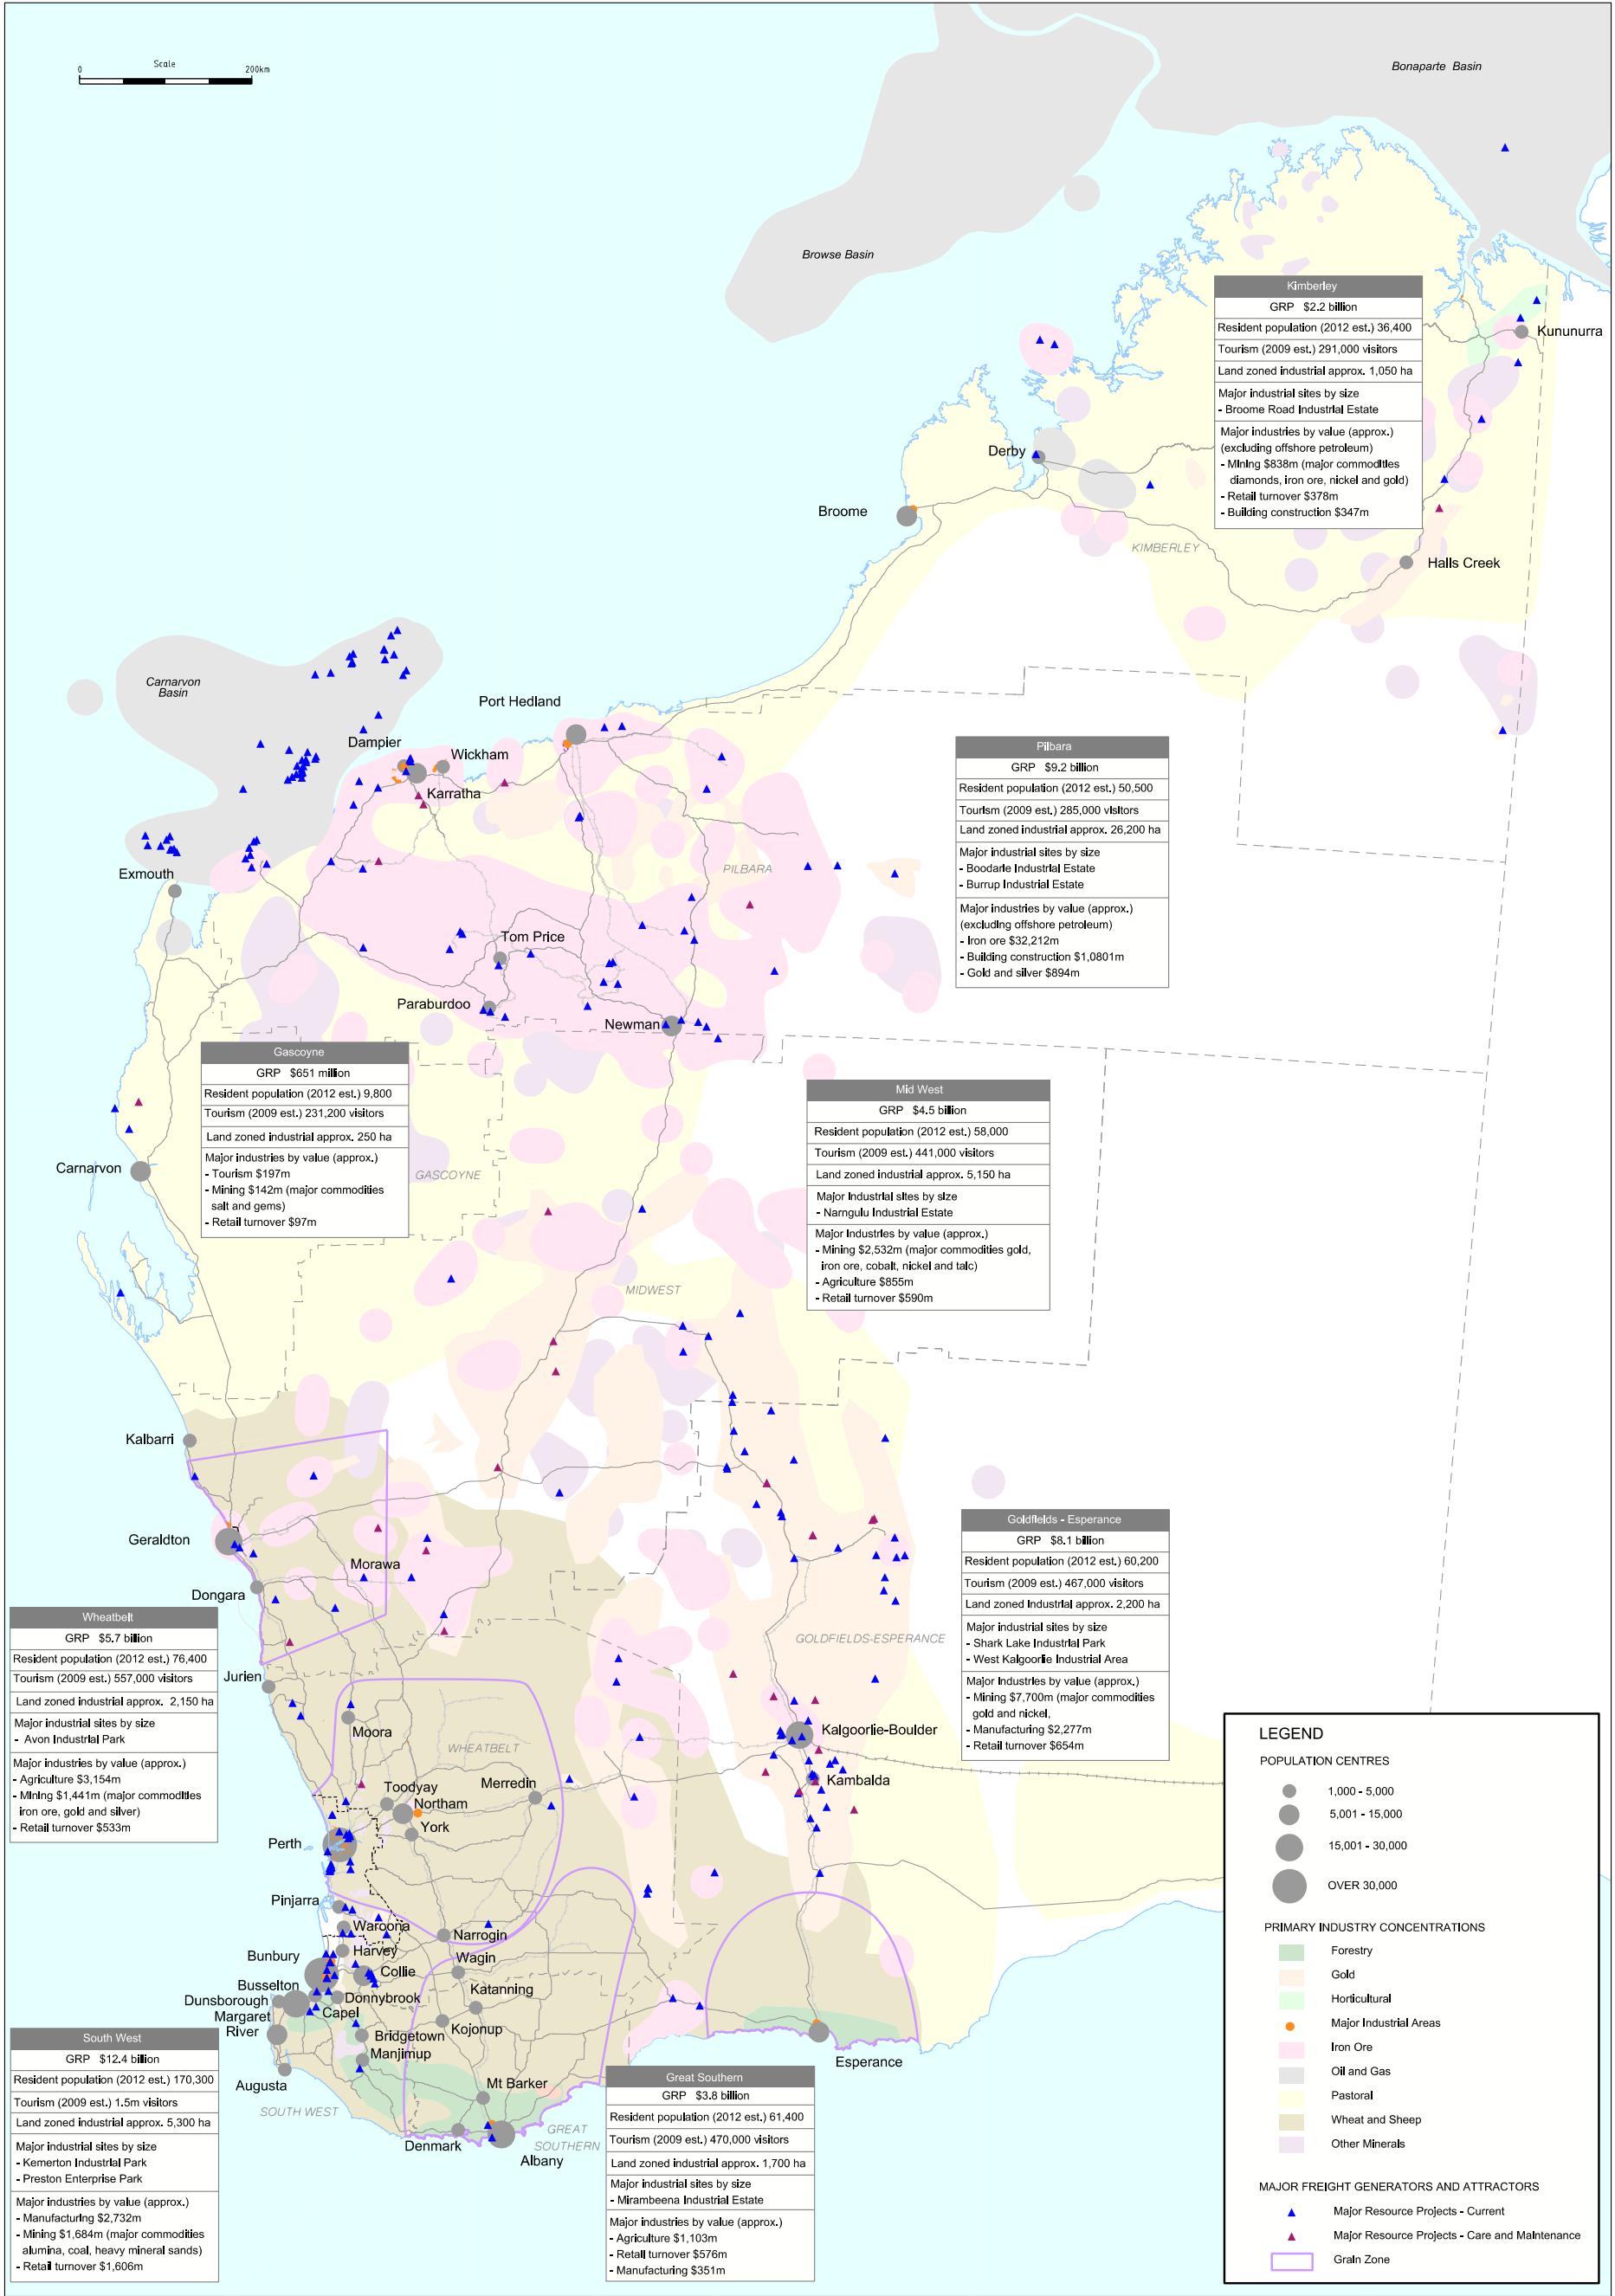 0 Scale 200km
Bonaparte Basin
Browse Basin
Kimberley
GRP $2.2 billion
Resident population (2012 est.) 36,400
Tourism (2009 est.) 291,000 visitors
Land zoned industrial approx. 1,050 ha
Major industrial sites by size
- Broome Road Industrial Estate
Major industries by value (approx.)
(excluding offshore petroleum)
- Mining $838m (major commodities
diamonds, iron ore, nickel and gold)
- Retail turnover $378m
- Building construction $347m
Kununurra
Derby
Broome
KIMBERLEY
Halls Creek
Carnarvon
Basin
Port Hedland
Dampier
Wickham
Karratha
Exmouth
PILBARA
Tom Price
Paraburdoo
Newman
Pilbara
GRP $9.2 billion
Resident population (2012 est.) 50,500
Tourism (2009 est.) 285,000 visitors
Land zoned industrial approx. 26,200 ha
Major industrial sites by size
- Boodarie Industrial Estate
- Burrup Industrial Estate
Major industries by value (approx.)
(excluding offshore petroleum)
- Iron ore $32,212m
- Building construction $1,0801m
- Gold and silver $894m
Gascoyne
GRP $651 million
Resident population (2012 est.) 9,800
Tourism (2009 est.) 231,200 visitors
Land zoned industrial approx. 250 ha
Major industries by value (approx.)
- Tourism $197m
- Mining $142m (major commodities
salt and gems)
- Retail turnover $97m
Carnarvon
GASCOYNE
Mid West
GRP $4.5 billion
Resident population (2012 est.) 58,000
Tourism (2009 est.) 441,000 visitors
Land zoned industrial approx. 5,150 ha
Major Industrial sites by size
- Narngulu Industrial Estate
Major Industries by value (approx.)
- Mining $2,532m (major commodities gold,
iron ore, cobalt, nickel and talc)
- Agriculture $855m
- Retail turnover $590m
MIDWEST
Kalbarri
Geraldton
Morawa
Dongara
Goldfields - Esperance
GRP $8.1 billion
Resident population (2012 est.) 60,200
Tourism (2009 est.) 467,000 visitors
Land zoned Industrial approx. 2,200 ha
Major industrial sites by size
- Shark Lake Industrial Park
- West Kalgoorlie Industrial Area
Major Industries by value (approx.)
- Mining $7,700m (major commodities
gold and nickel,
- Manufacturing $2,277m
- Retail turnover $654m
GOLDFIELDS-ESPERANCE
Wheatbelt
GRP $5.7 billion
Resident population (2012 est.) 76,400
Tourism (2009 est.) 557,000 visitors
Land zoned industrial approx. 2,150 ha
Major industrial sites by size
- Avon Industrial Park
Major industries by value (approx.)
- Agriculture $3,154m
- Mining $1,441m (major commodities
iron ore, gold and silver)
- Retail turnover $533m
Jurien
Moora
WHEATBELT
Kalgoorlie-Boulder
Kambalda
Toodyay
Merredin
Northam
York
Perth
Pinjarra
Waroona
Narrogin
Harvey
Bunbury
Collie
Wagin
Busselton
Katanning
Dunsborough
Donnybrook
Capel
Margaret
River
Kojonup
Bridgetown
Manjimup
Esperance
Augusta
Mt Barker
SOUTH WEST
Denmark
GREAT
SOUTHERN
Albany
South West
GRP $12.4 billion
Resident population (2012 est.) 170,300
Tourism (2009 est.) 1.5m visitors
Land zoned industrial approx. 5,300 ha
Major industrial sites by size
- Kemerton Industrial Park
- Preston Enterprise Park
Major industries by value (approx.)
- Manufacturing $2,732m
- Mining $1,684m (major commodities
alumina, coal, heavy mineral sands)
- Retail turnover $1,606m
Great Southern
GRP $3.8 billion
Resident population (2012 est.) 61,400
Tourism (2009 est.) 470,000 visitors
Land zoned industrial approx. 1,700 ha
Major industrial sites by size
- Mirambeena Industrial Estate
Major industries by value (approx.)
- Agriculture $1,103m
- Retail turnover $576m
- Manufacturing $351m
LEGEND
POPULATION CENTRES
1,000 - 5,000
5,001 - 15,000
15,001 - 30,000
OVER 30,000
PRIMARY INDUSTRY CONCENTRATIONS
Forestry
Gold
Horticultural
Major Industrial Areas
Iron Ore
Oil and Gas
Pastoral
Wheat and Sheep
Other Minerals
MAJOR FREIGHT GENERATORS AND ATTRACTORS
Major Resource Projects - Current
Major Resource Projects - Care and Maintenance
Grain Zone